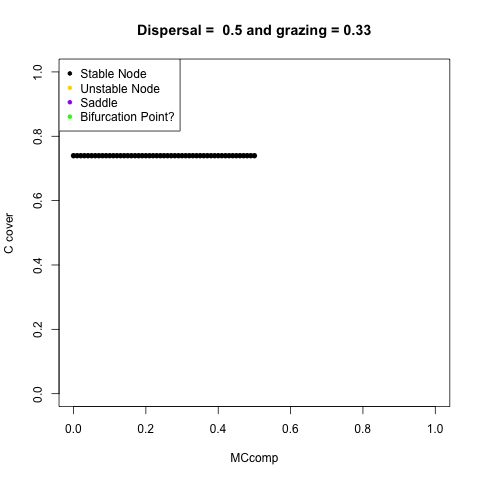 Dispersal =  0.5 and grazing = 0.33
Stable Node
Unstable Node
Saddle
Bifurcation Point?
C cover
1.0
0.8
0.6
0.4
0.2
0.0
0.0 0.2 0.4 0.6 0.8 1.0
MCcomp